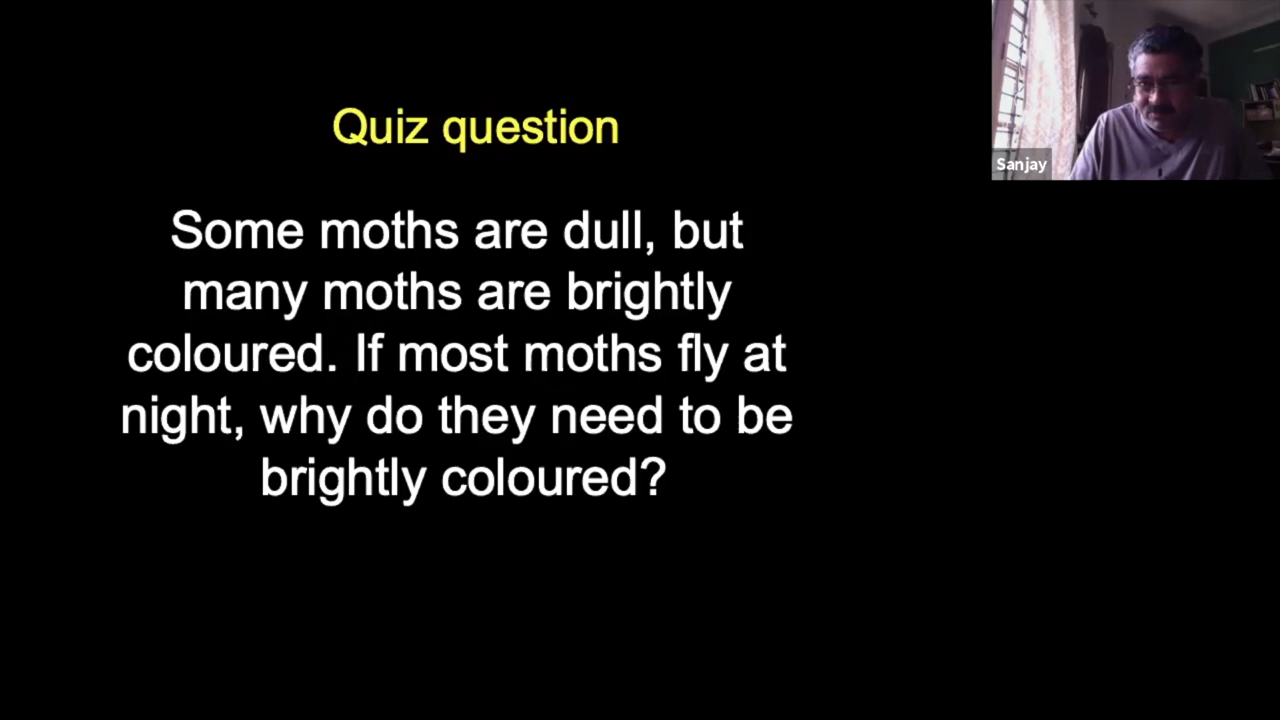 Quiz question
Some moths are dull, but
many moths are brightly
coloured. If most moths fly at
night, why do they need to be
brightly coloured?
Sanjay